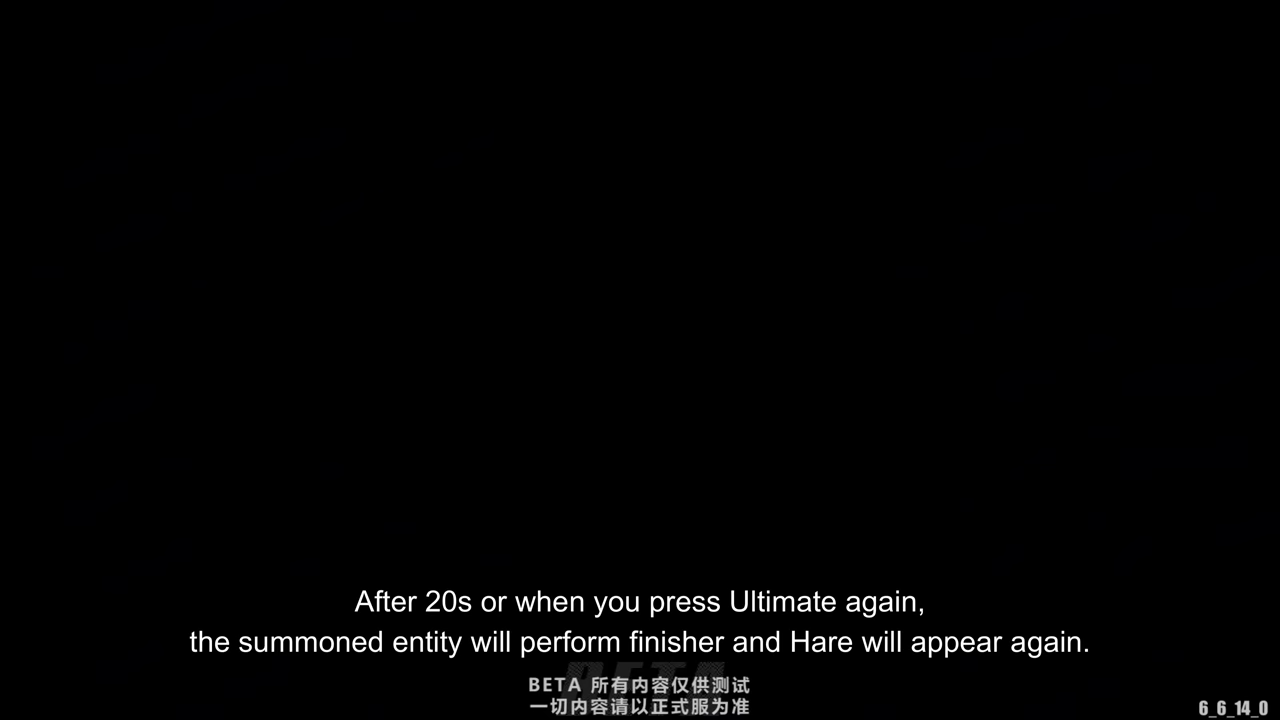 After 20s or when you press Ultimate again,
the summoned entity will perform finisher and Hare will appear again.
BETA
BETA 所有内容仅供测试
一切内容请以正式服为准
6_6_14_0